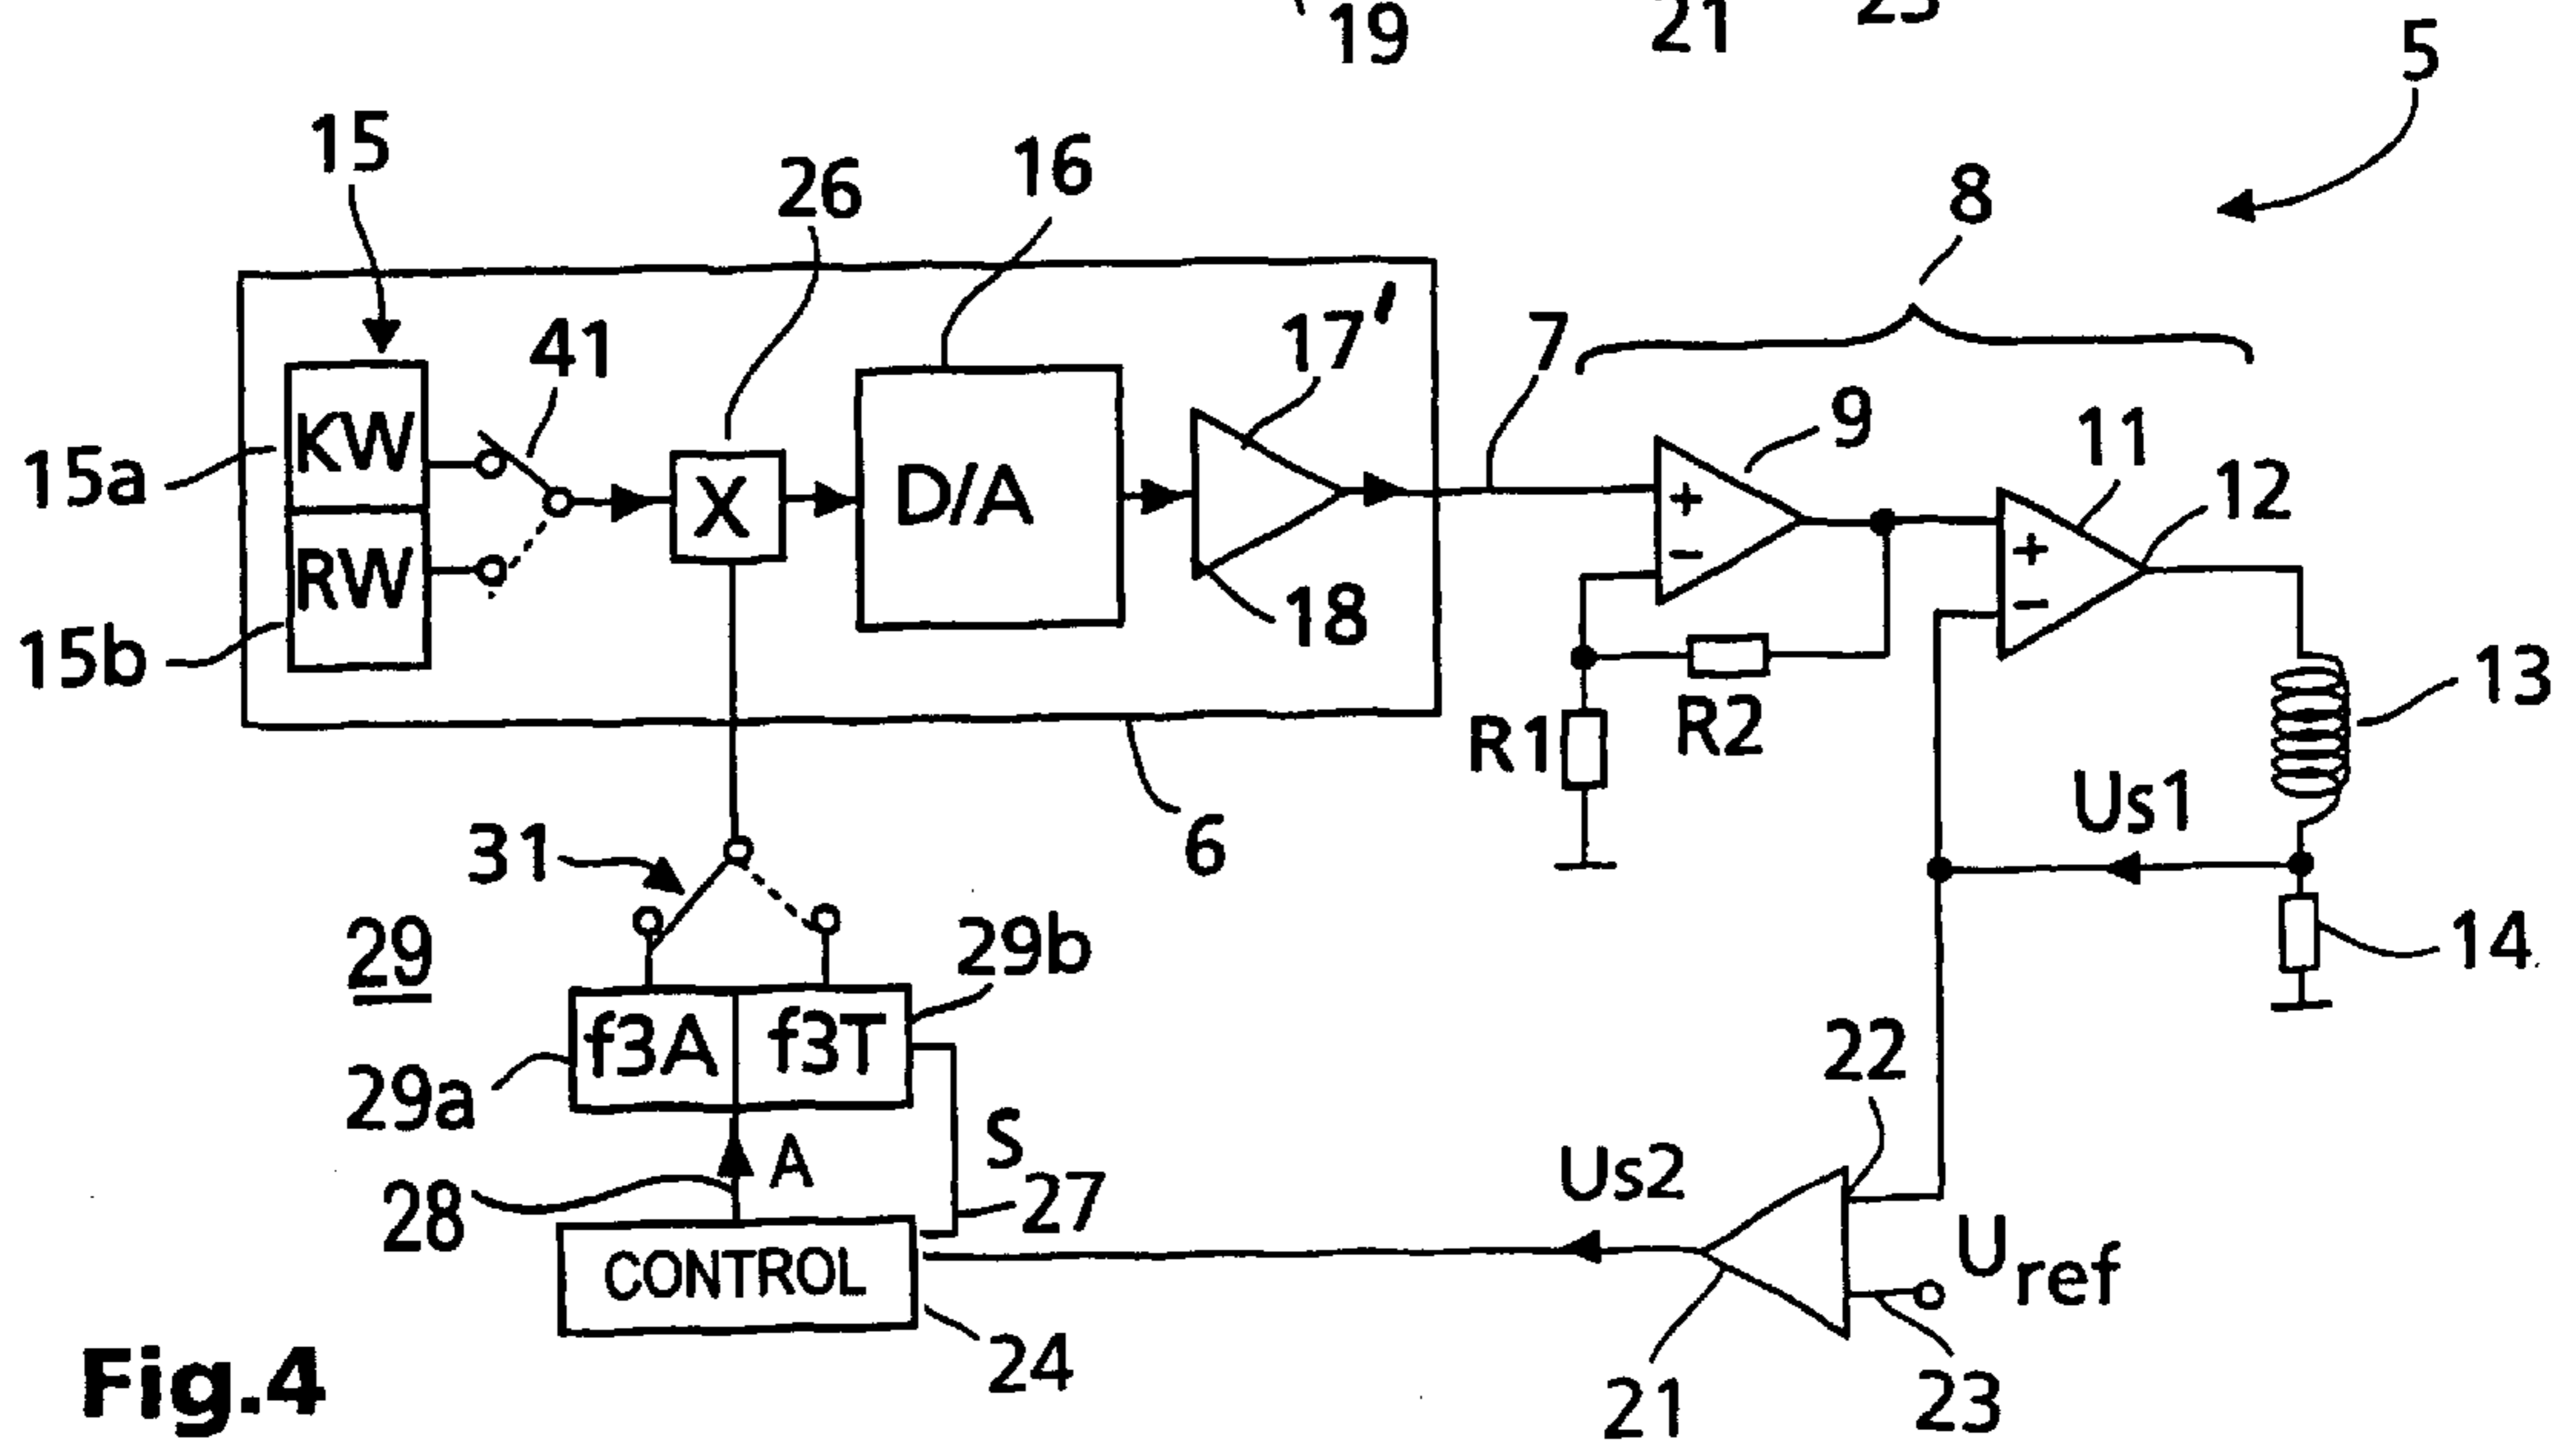 19
21
5
15
26
16
8
41
17'
7
9
11
12
KW
15a
X
D/A
+
−
+
−
RW
15b
18
R1
R2
13
Us1
31
6
29
29b
14
f3A
f3T
29a
22
S
A
Us2
28
27
Uref
CONTROL
24
21
23
Fig.4